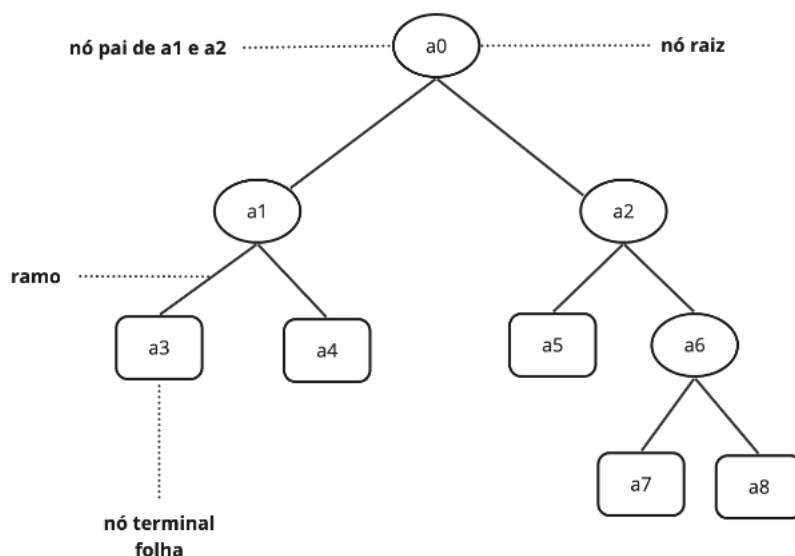 nó pai de a1 e a2
a0
nó raiz
a1
a2
ramo
a3
a4
a5
a6
a7
a8
nó terminal
folha